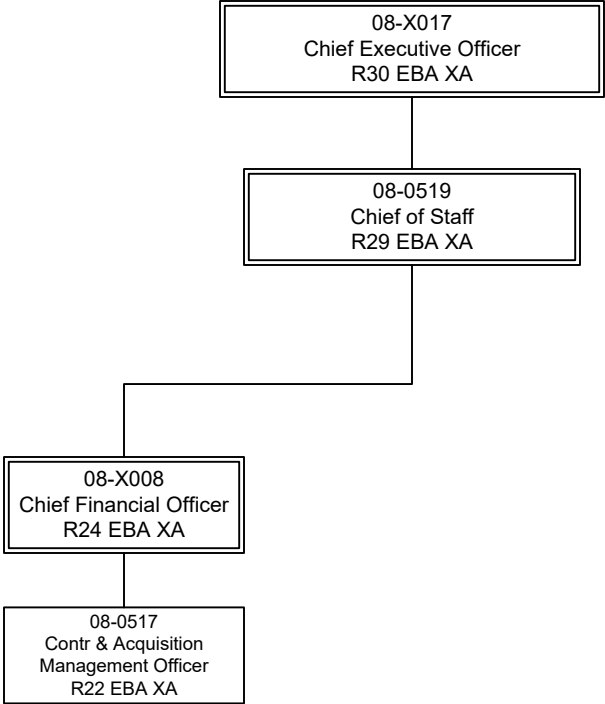 08-X017
Chief Executive Officer
R30 EBA XA
08-0519
Chief of Staff
R29 EBA XA
08-X008
Chief Financial Officer
R24 EBA XA
08-0517
Contr & Acquisition
Management Officer
R22 EBA XA